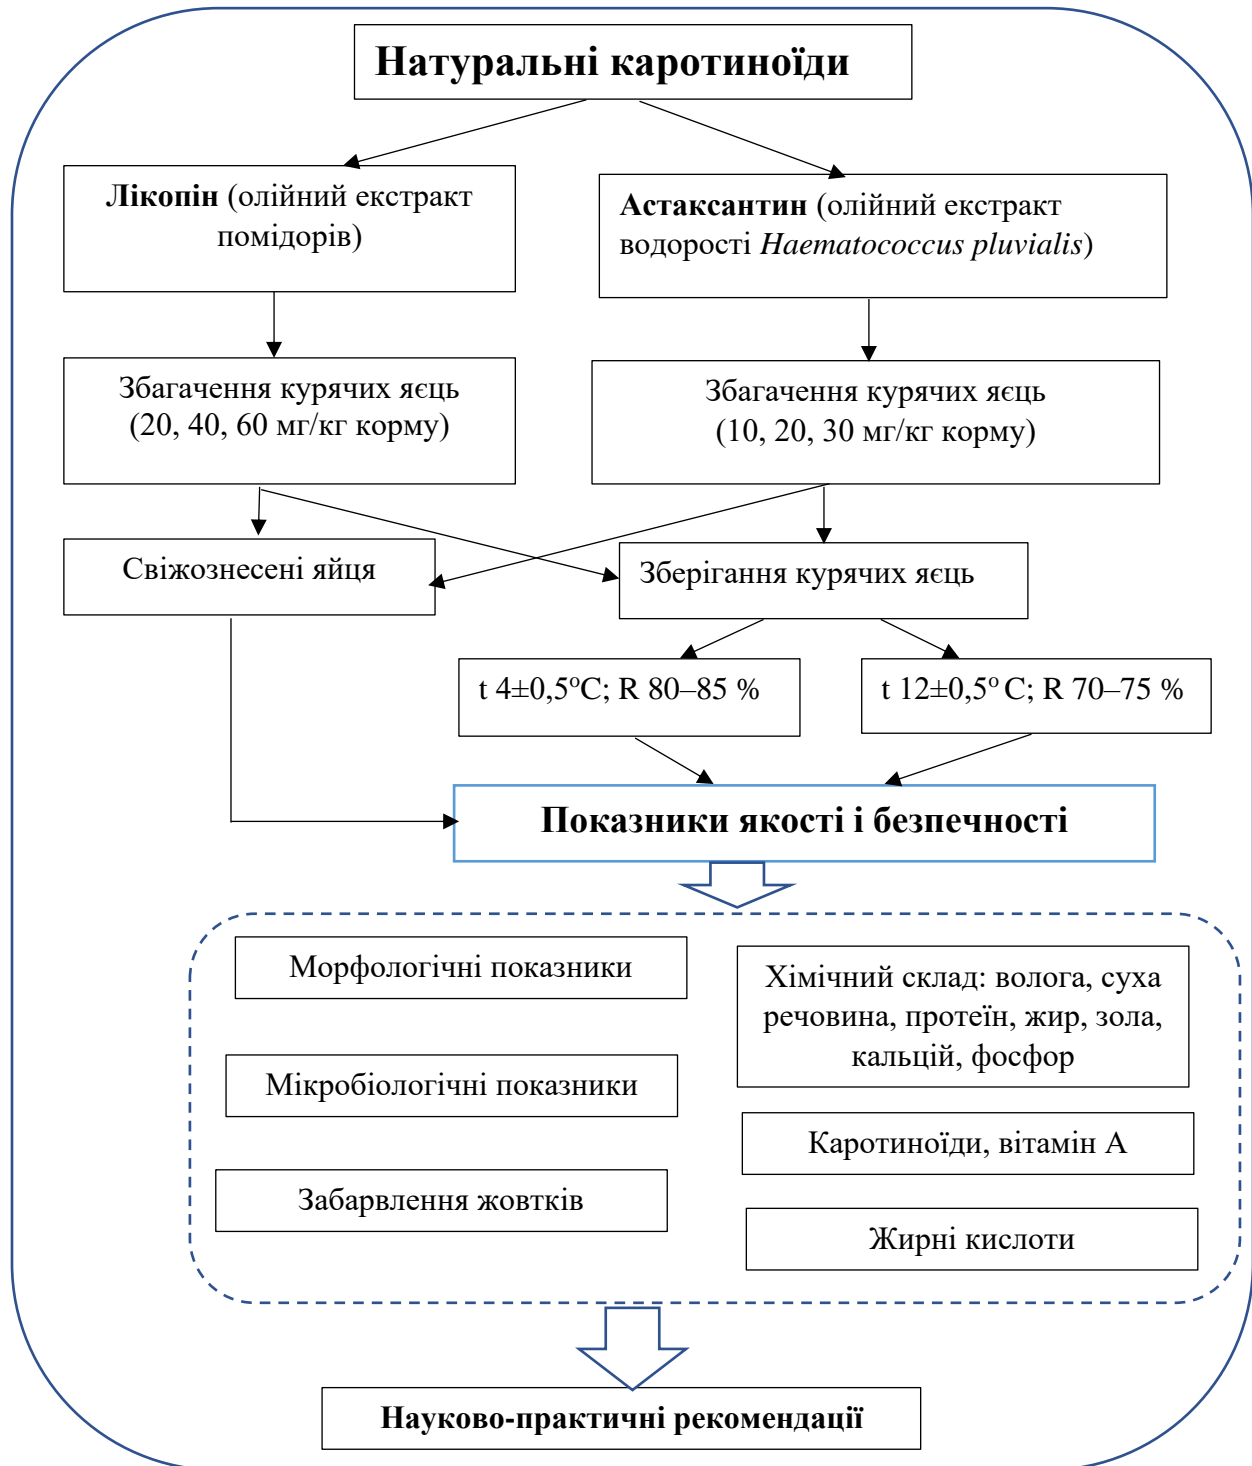 Натуральні каротиноїди
Лікопін (олійний екстракт
помідорів)
Астаксантин (олійний екстракт
водорості Haematococcus pluvialis)
Збагачення курячих яєць
(20, 40, 60 мг/кг корму)
Збагачення курячих яєць
(10, 20, 30 мг/кг корму)
Свіжознесені яйця
Зберігання курячих яєць
t 4±0,5ºС; R 80–85 %
t 12±0,5º С; R 70–75 %
Показники якості і безпечності
Морфологічні показники
Мікробіологічні показники
Забарвлення жовтків
Хімічний склад: волога, суха
речовина, протеїн, жир, зола,
кальцій, фосфор
Каротиноїди, вітамін А
Жирні кислоти
Науково-практичні рекомендації